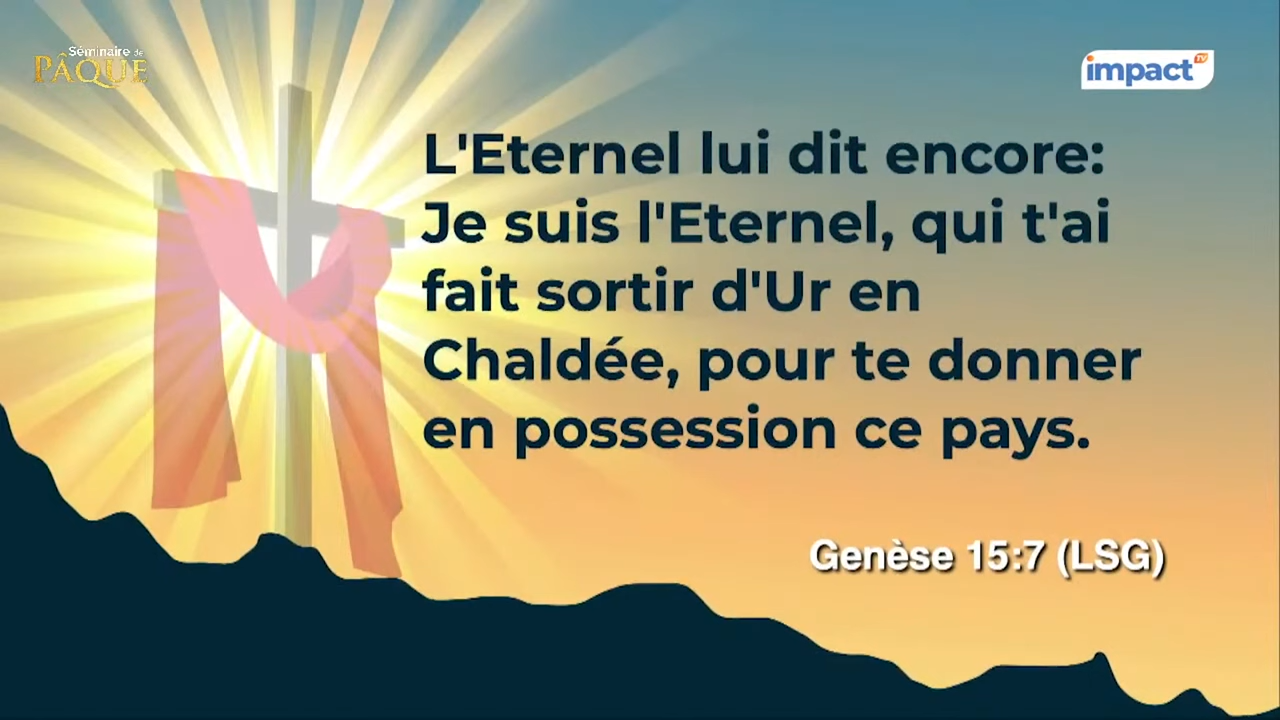 Séminaire de
PÂQUE
impact TV
L'Eternel lui dit encore:
Je suis l'Eternel, qui t'ai
fait sortir d'Ur en
Chaldée, pour te donner
en possession ce pays.
Genèse 15:7 (LSG)